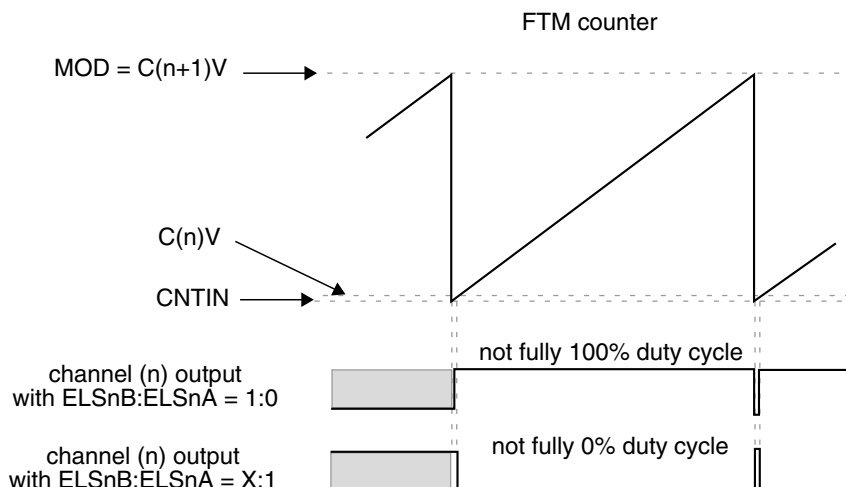 FTM counter
MOD = C(n+1)V
C(n)V
CNTIN
not fully 100% duty cycle
channel (n) output
with ELSnB:ELSnA = 1:0
not fully 0% duty cycle
channel (n) output
with ELSnB:ELSnA = X:1